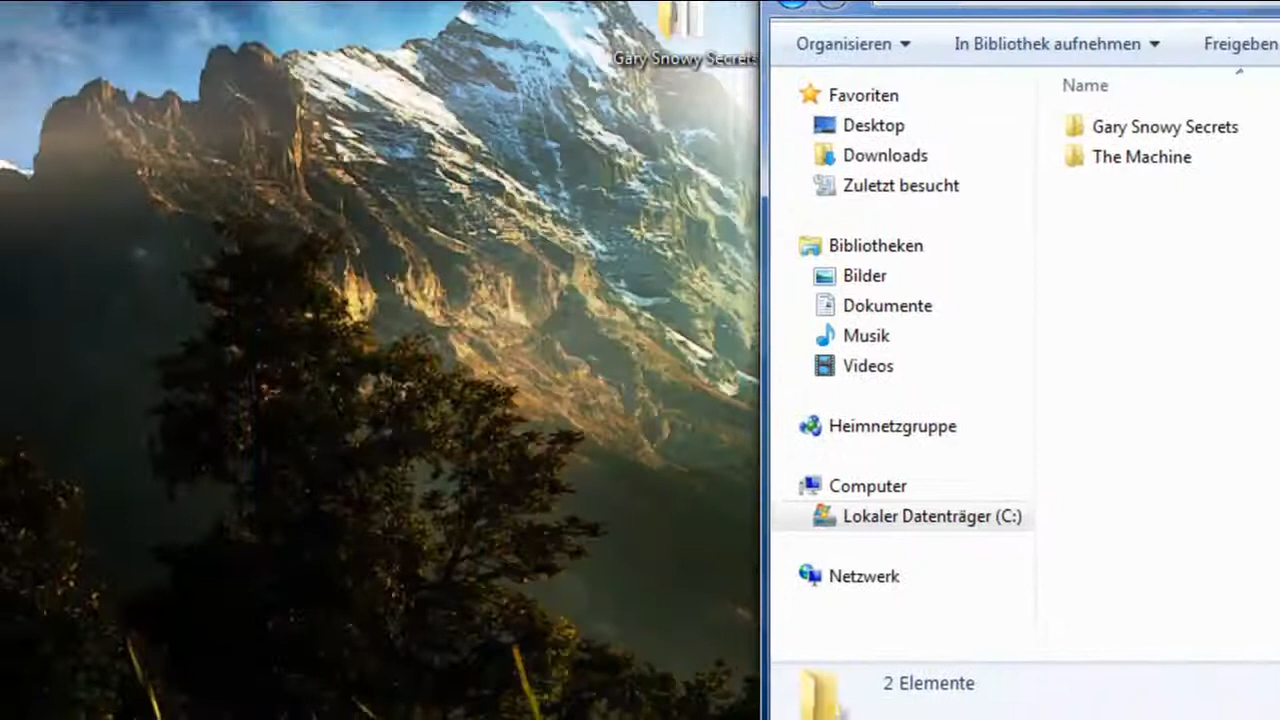 Gary Snowy Secrets
Organisieren
In Bibliothek aufnehmen
Freigeben
Name
Favoriten
Desktop
Downloads
Zuletzt besucht
Gary Snowy Secrets
The Machine
Bibliotheken
Bilder
Dokumente
Musik
Videos
Heimnetzgruppe
Computer
Lokaler Datenträger (C:)
Netzwerk
2 Elemente